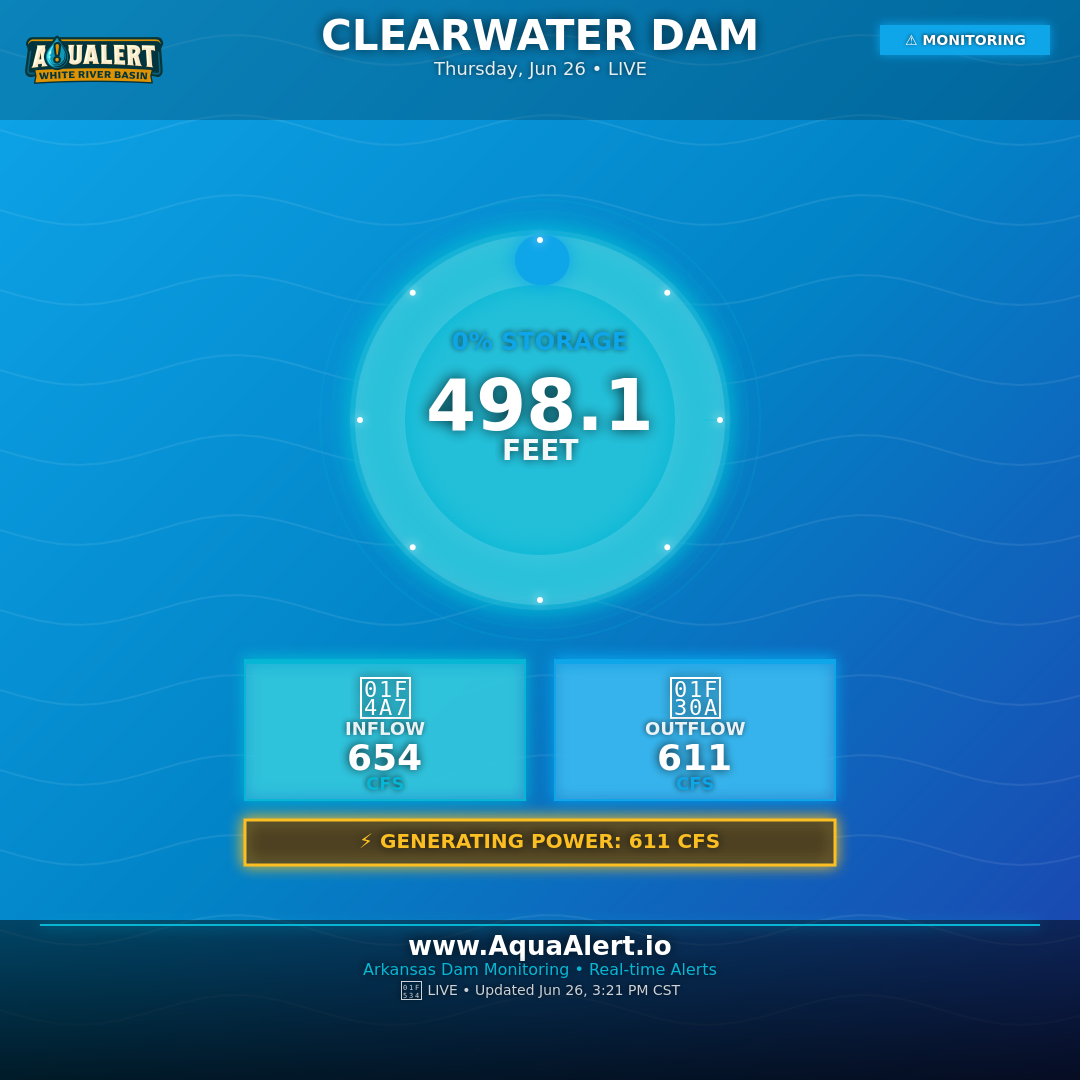 AQUALERT
WHITE RIVER BASIN
CLEARWATER DAM
Thursday, Jun 26 • LIVE
⚠ MONITORING
0% STORAGE
498.1
FEET
01F
4A7
INFLOW
654
CFS
01F
30A
OUTFLOW
611
CFS
⚡ GENERATING POWER: 611 CFS
www.AquaAlert.io
Arkansas Dam Monitoring • Real-time Alerts
01F
534
LIVE • Updated Jun 26, 3:21 PM CST